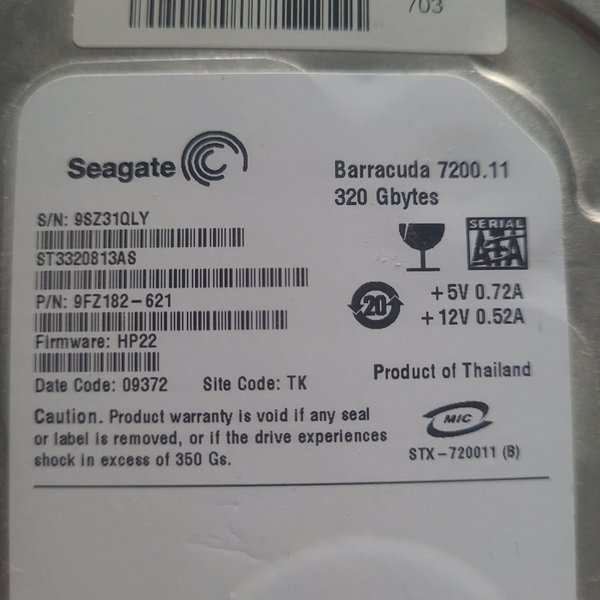 703
Seagate
Barracuda 7200.11
320 Gbytes
S/N: 9SZ31QLY
ST3320813AS
P/N: 9FZ182-621
Firmware: HP22
Date Code: 09372 Site Code: TK
SERIAL
ATA
20
+5V 0.72A
+12V 0.52A
Product of Thailand
Caution. Product warranty is void if any seal
or label is removed, or if the drive experiences
shock in excess of 350 Gs.
MIC
STX-720011 (B)